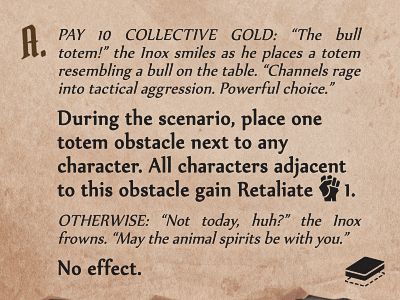 A. PAY 10 COLLECTIVE GOLD: “The bull
totem!” the Inox smiles as he places a totem
resembling a bull on the table. “Channels rage
into tactical aggression. Powerful choice.”
During the scenario, place one
totem obstacle next to any
character. All characters adjacent
to this obstacle gain Retaliate 1.
OTHERWISE: “Not today, huh?” the Inox
frowns. “May the animal spirits be with you.”
No effect.